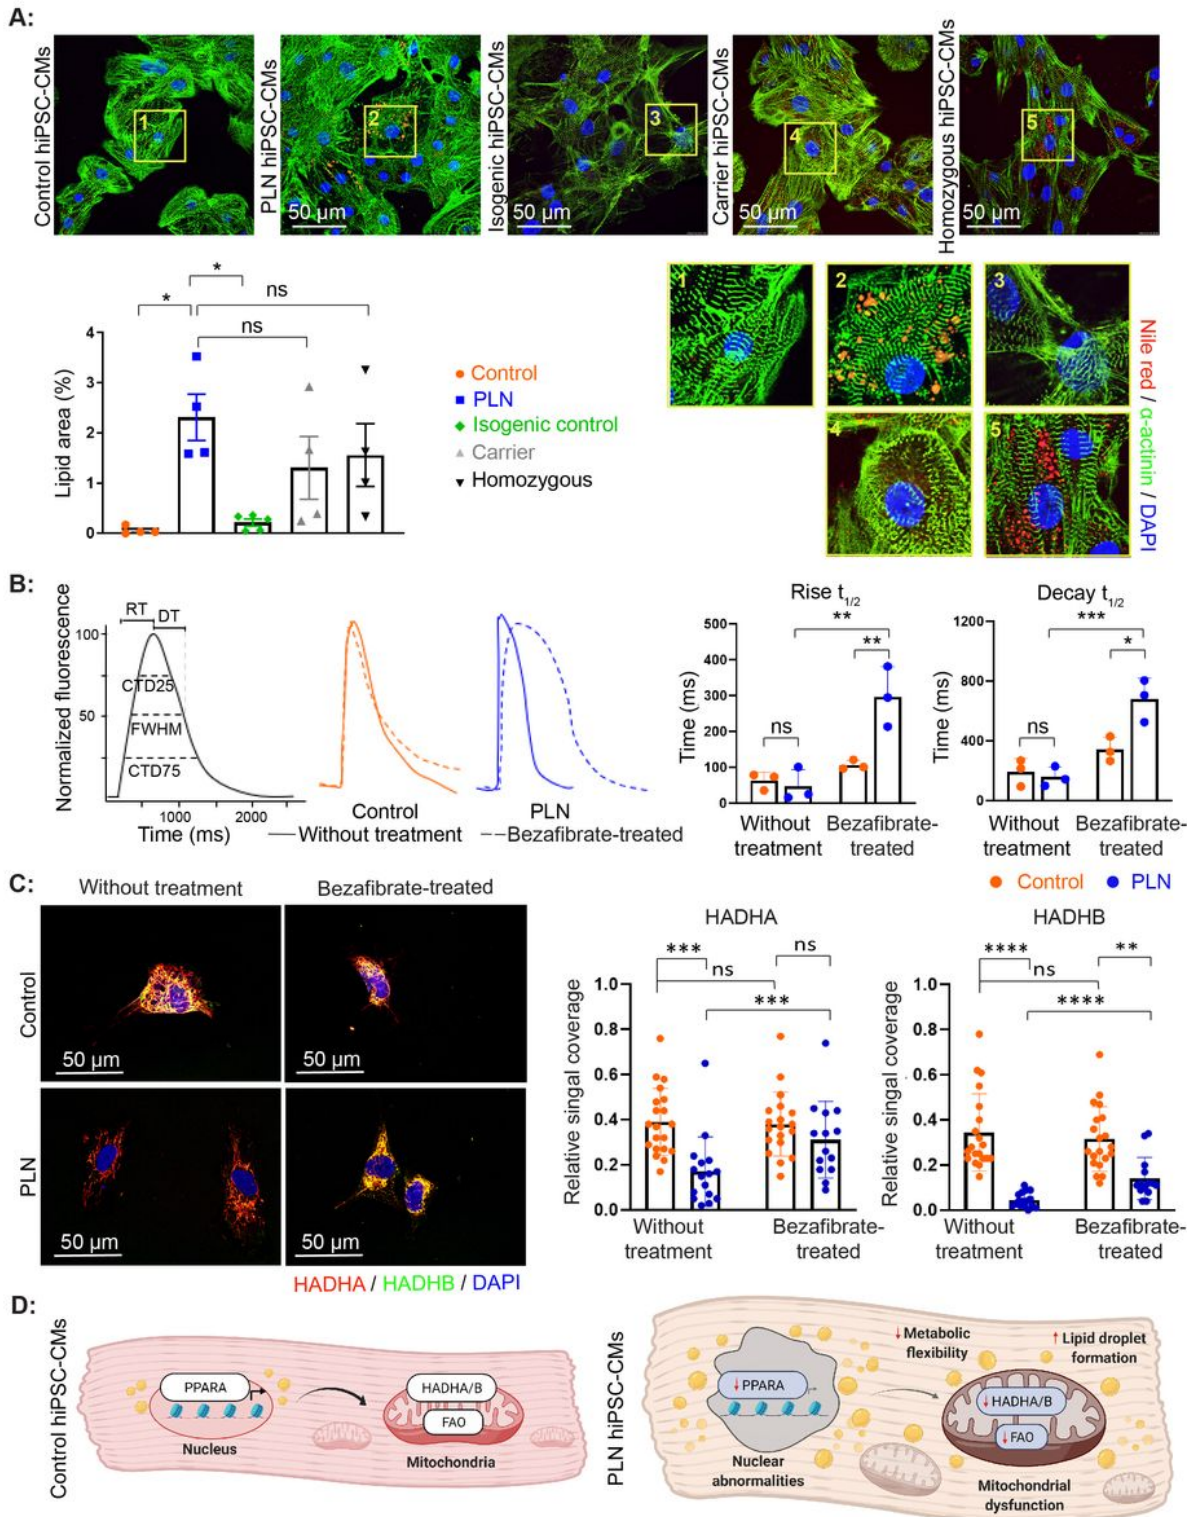 A:
Control hiPSC-CMs
1
PLN hiPSC-CMs
2
50 µm
Isogenic hiPSC-CMs
3
50 µm
Carrier hiPSC-CMs
4
50 µm
Homozygous hiPSC-CMs
5
50 µm
*
*
ns
ns
Lipid area (%)
4
3
2
1
0
Control
PLN
Isogenic control
Carrier
Homozygous
1
2
3
4
5
Nile red / α-actinin / DAPI
B:
Normalized fluorescence
100
50
RT
DT
CTD25
FWHM
CTD75
1000
2000
Time (ms)
Control
PLN
Without treatment
Bezafibrate-treated
Rise t1/2
**
**
ns
Time (ms)
500
400
300
200
100
0
Without treatment
Bezafibrate-treated
Decay t1/2
***
*
ns
Time (ms)
1200
800
400
0
Without treatment
Bezafibrate-treated
Control
PLN
C:
Without treatment
Bezafibrate-treated
Control
50 µm
50 µm
PLN
50 µm
50 µm
HADHA / HADHB / DAPI
HADHA
***
ns
ns
***
Relative singal coverage
1.0
0.8
0.6
0.4
0.2
0.0
Without treatment
Bezafibrate-treated
HADHB
****
**
ns
****
Relative singal coverage
1.0
0.8
0.6
0.4
0.2
0.0
Without treatment
Bezafibrate-treated
D:
Control hiPSC-CMs
PPARA
Nucleus
HADHA/B
FAO
Mitochondria
PLN hiPSC-CMs
↓PPARA
Nuclear abnormalities
↓Metabolic flexibility
↑Lipid droplet formation
↓HADHA/B
↓FAO
Mitochondrial dysfunction